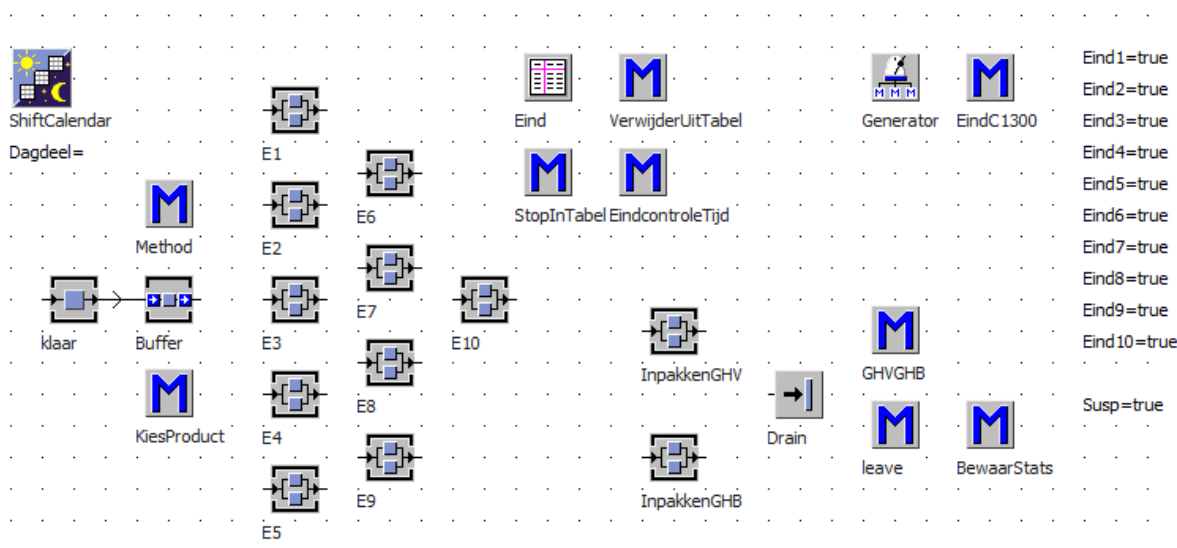 ShiftCalendar
Dagdeel=
E1
Eind
VerwijderUitTabel
Generator
EindC1300
Eind1=true
Eind2=true
Eind3=true
Eind4=true
Eind5=true
Eind6=true
Eind7=true
Eind8=true
Eind9=true
Eind10=true
Susp=true
Method
E2
E6
StopInTabel
EindcontroleTijd
klaar
Buffer
E3
E7
E10
InpakkenGHV
GHVGHB
KiesProduct
E4
E8
Drain
leave
BewaarStats
E5
E9
InpakkenGHB
M
M
M
M
M
M
M
M
M
M
M M M